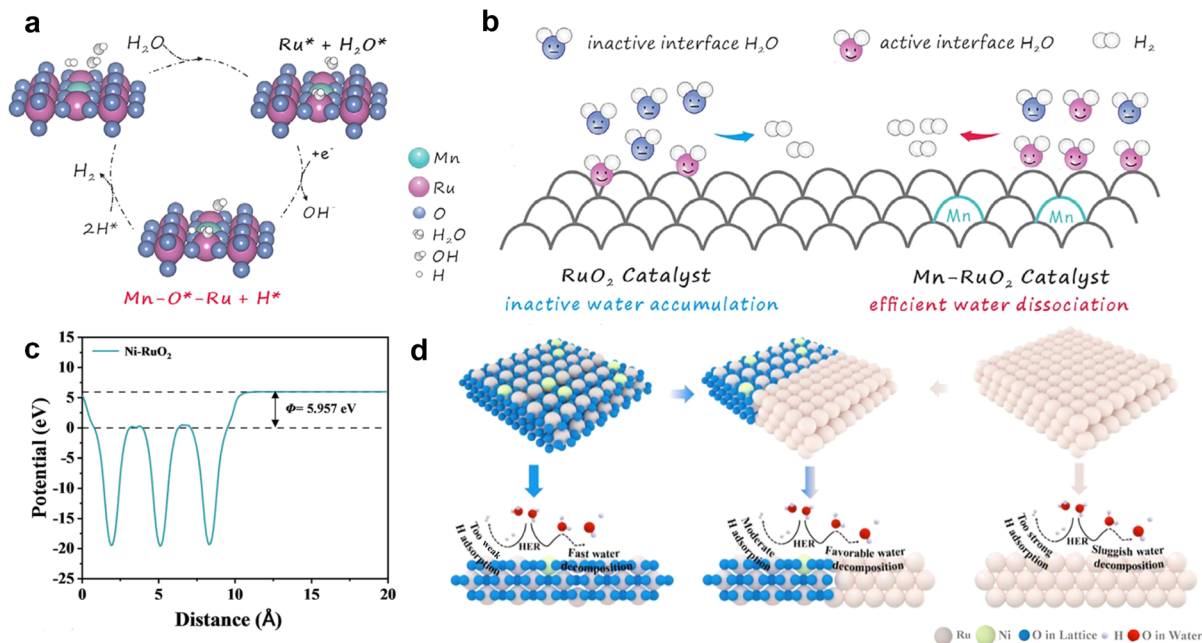 a
H₂O
Ru* + H₂O*
+e⁻
OH⁻
H₂
2H*
Mn-O*-Ru + H*
Mn
Ru
O
H₂O
OH
H
b
inactive interface H₂O
active interface H₂O
H₂
Mn
Mn
RuO₂ Catalyst
inactive water accumulation
Mn-RuO₂ Catalyst
efficient water dissociation
c
15
10
5
0
-5
-10
-15
-20
-25
Potential (eV)
Ni-RuO₂
Φ= 5.957 eV
0
5
10
15
20
Distance (Å)
d
Too weak
H adsorption
HER
Fast water
decomposition
Moderate
H adsorption
HER
Favorable water
decomposition
Too strong
H adsorption
HER
Sluggish water
decomposition
Ru
Ni
O in Lattice
H
O in Water